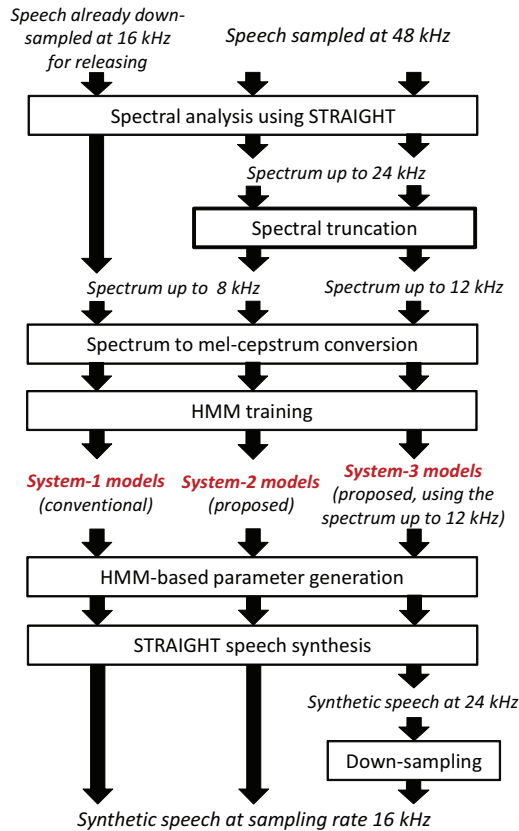 Speech already down-
sampled at 16 kHz
for releasing
Speech sampled at 48 kHz
Spectral analysis using STRAIGHT
Spectrum up to 24 kHz
Spectral truncation
Spectrum up to 8 kHz
Spectrum up to 12 kHz
Spectrum to mel-cepstrum conversion
HMM training
System-1 models
(conventional)
System-2 models
(proposed)
System-3 models
(proposed, using the
spectrum up to 12 kHz)
HMM-based parameter generation
STRAIGHT speech synthesis
Synthetic speech at 24 kHz
Down-sampling
Synthetic speech at sampling rate 16 kHz